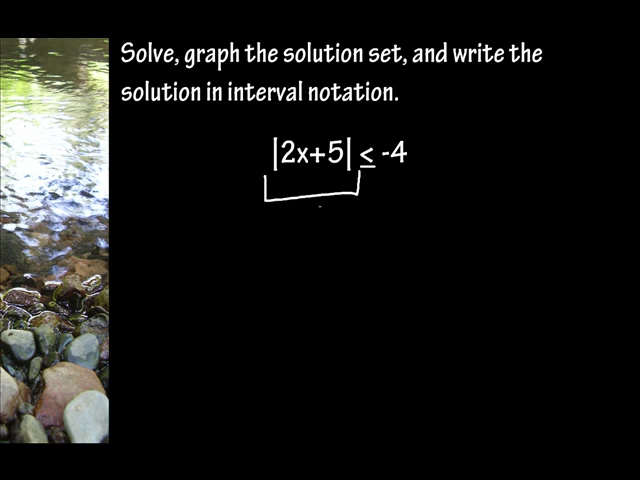 Solve, graph the solution set, and write the
solution in interval notation.
|2x+5| ≤ -4